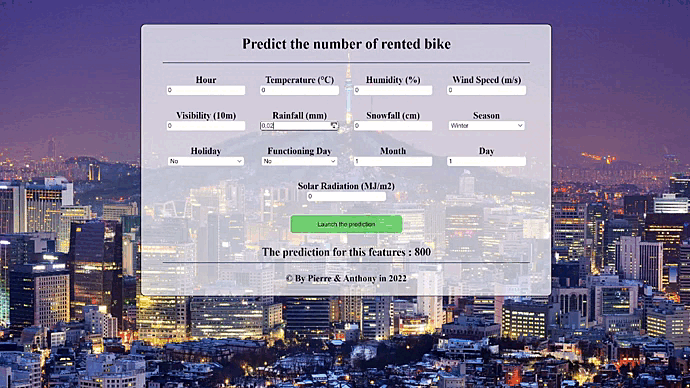 Predict the number of rented bike
Hour Temperature (°C) Humidity (%) Wind Speed (m/s)
0 0 0 0
Visibility (10m) Rainfall (mm) Snowfall (cm) Season
0 0,02 0 Winter
Holiday Functioning Day Month Day
No No 1 1
Solar Radiation (MJ/m2)
0
Launch the prediction
The prediction for this features : 800
© By Pierre & Anthony in 2022